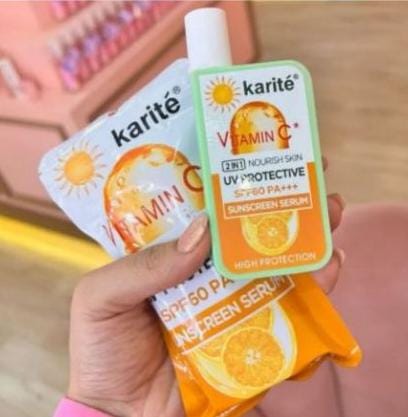 karité®
VITAMIN C
SPF60 PA
SUNSCREEN SERUM
karité®
VITAMIN C*
2 IN 1 NOURISH SKIN
UV PROTECTIVE
SPF60 PA+++
SUNSCREEN SERUM
HIGH PROTECTION